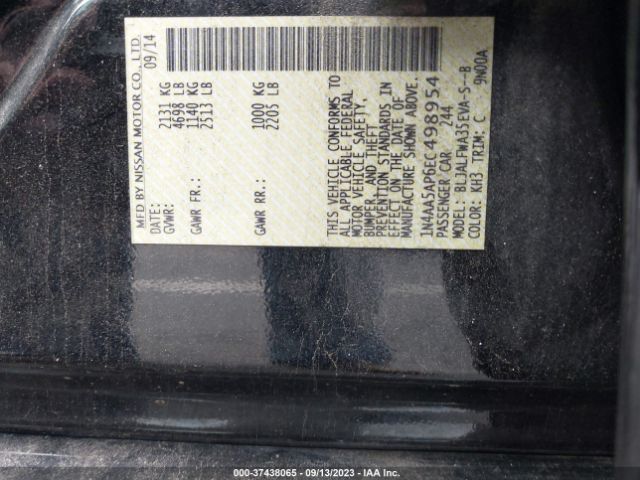 MFD BY NISSAN MOTOR CO., LTD.
DATE: 09/14
GVWR: 2131 KG
4698 LB
GAWR FR.: 1140 KG
2513 LB
GAWR RR.: 1000 KG
2205 LB
THIS VEHICLE CONFORMS TO
ALL APPLICABLE FEDERAL
MOTOR VEHICLE SAFETY,
BUMPER, AND THEFT
PREVENTION STANDARDS IN
EFFECT ON THE DATE OF
MANUFACTURE SHOWN ABOVE.
1N4AA5AP6EC498954
PASSENGER CAR 244
MODEL: BLJALFWA35EVA-S--B
COLOR: KH3 TRIM: C 9W00A
000-37438065 - 09/13/2023 - IAA Inc.